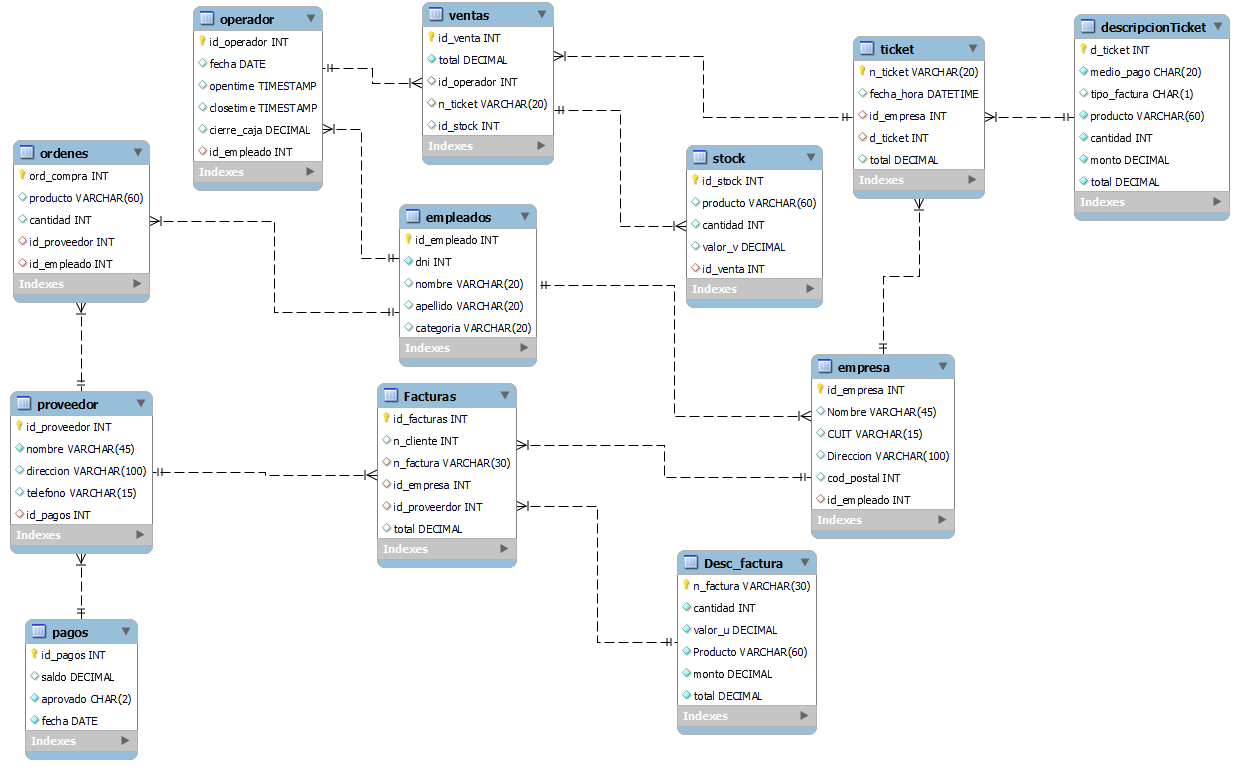 operador
id_operador INT
fecha DATE
opentime TIMESTAMP
closetime TIMESTAMP
cierre_caja DECIMAL
id_empleado INT
Indexes
ventas
id_venta INT
total DECIMAL
id_operador INT
n_ticket VARCHAR(20)
id_stock INT
Indexes
ticket
n_ticket VARCHAR(20)
fecha_hora DATETIME
id_empresa INT
d_ticket INT
total DECIMAL
Indexes
descripcionTicket
d_ticket INT
medio_pago CHAR(20)
tipo_factura CHAR(1)
producto VARCHAR(60)
cantidad INT
monto DECIMAL
total DECIMAL
Indexes
ordenes
ord_compra INT
producto VARCHAR(60)
cantidad INT
id_proveedor INT
id_empleado INT
Indexes
stock
id_stock INT
producto VARCHAR(60)
cantidad INT
valor_v DECIMAL
id_venta INT
Indexes
empleados
id_empleado INT
dni INT
nombre VARCHAR(20)
apellido VARCHAR(20)
categoria VARCHAR(20)
Indexes
empresa
id_empresa INT
Nombre VARCHAR(45)
CUIT VARCHAR(15)
Direccion VARCHAR(100)
cod_postal INT
id_empleado INT
Indexes
proveedor
id_proveedor INT
nombre VARCHAR(45)
direccion VARCHAR(100)
telefono VARCHAR(15)
id_pagos INT
Indexes
Facturas
id_facturas INT
n_cliente INT
n_factura VARCHAR(30)
id_empresa INT
id_proveerdor INT
total DECIMAL
Indexes
Desc_factura
n_factura VARCHAR(30)
cantidad INT
valor_u DECIMAL
Producto VARCHAR(60)
monto DECIMAL
total DECIMAL
Indexes
pagos
id_pagos INT
saldo DECIMAL
aprovado CHAR(2)
fecha DATE
Indexes